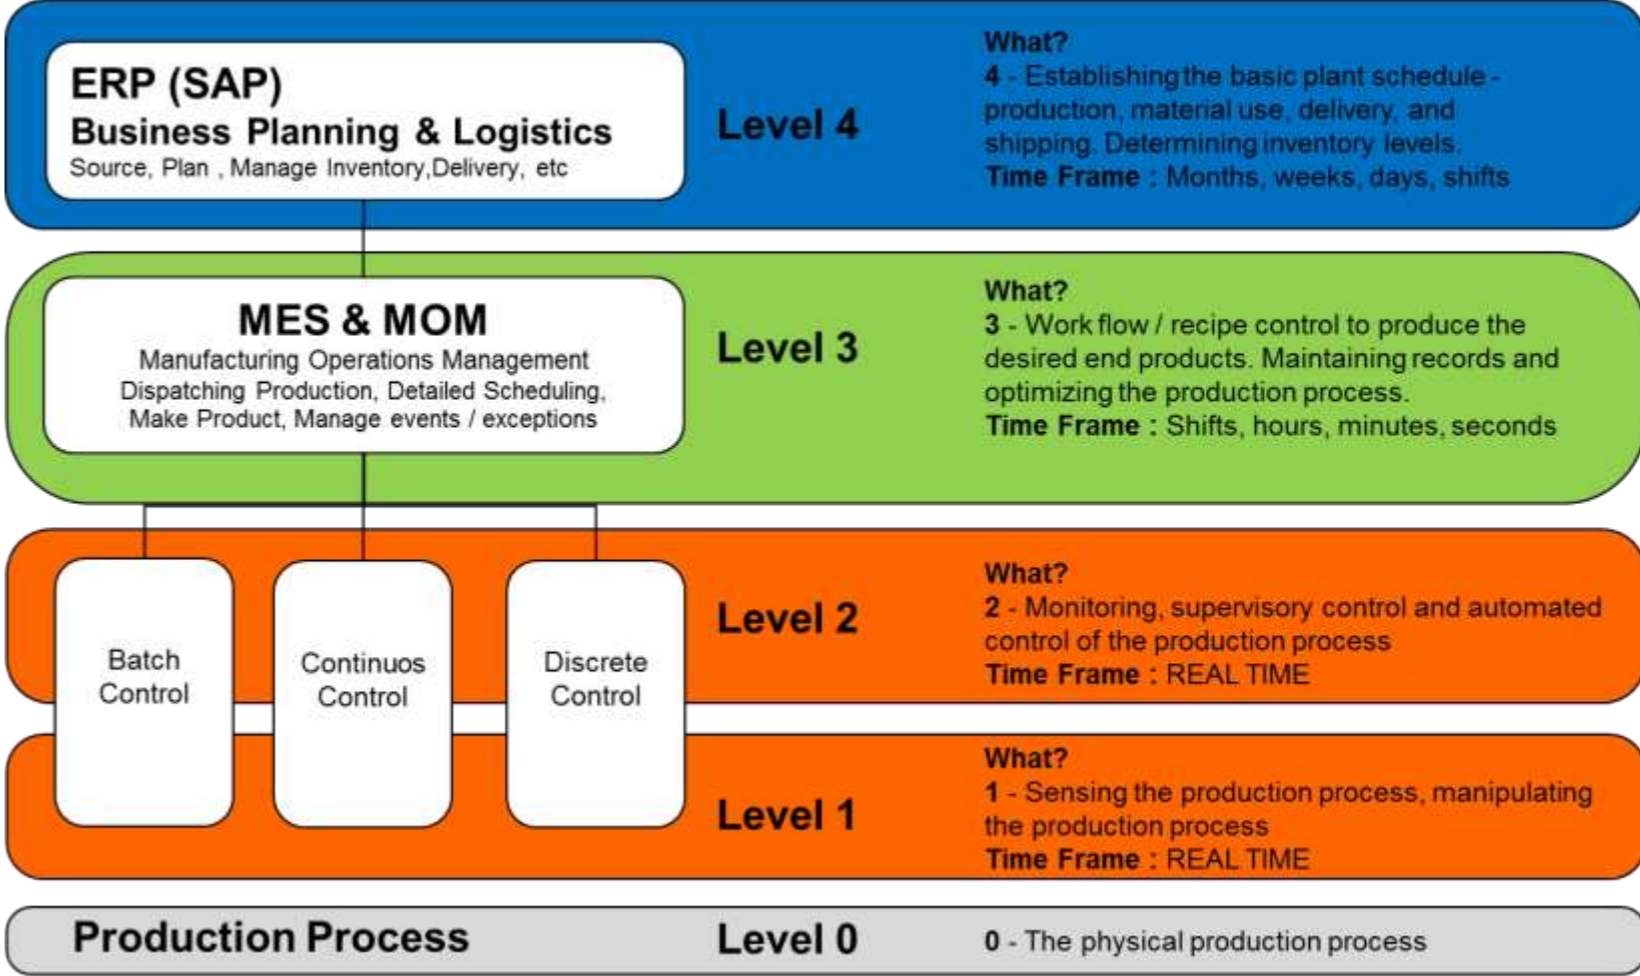 ERP (SAP)
Business Planning & Logistics
Source, Plan , Manage Inventory,Delivery, etc
Level 4
What?
4 - Establishing the basic plant schedule -
production, material use, delivery, and
shipping. Determining inventory levels.
Time Frame : Months, weeks, days, shifts
MES & MOM
Manufacturing Operations Management
Dispatching Production, Detailed Scheduling,
Make Product, Manage events / exceptions
Level 3
What?
3 - Work flow / recipe control to produce the
desired end products. Maintaining records and
optimizing the production process.
Time Frame : Shifts, hours, minutes, seconds
Batch
Control
Continuos
Control
Discrete
Control
Level 2
What?
2 - Monitoring, supervisory control and automated
control of the production process
Time Frame : REAL TIME
Level 1
What?
1 - Sensing the production process, manipulating
the production process
Time Frame : REAL TIME
Production Process
Level 0
0 - The physical production process